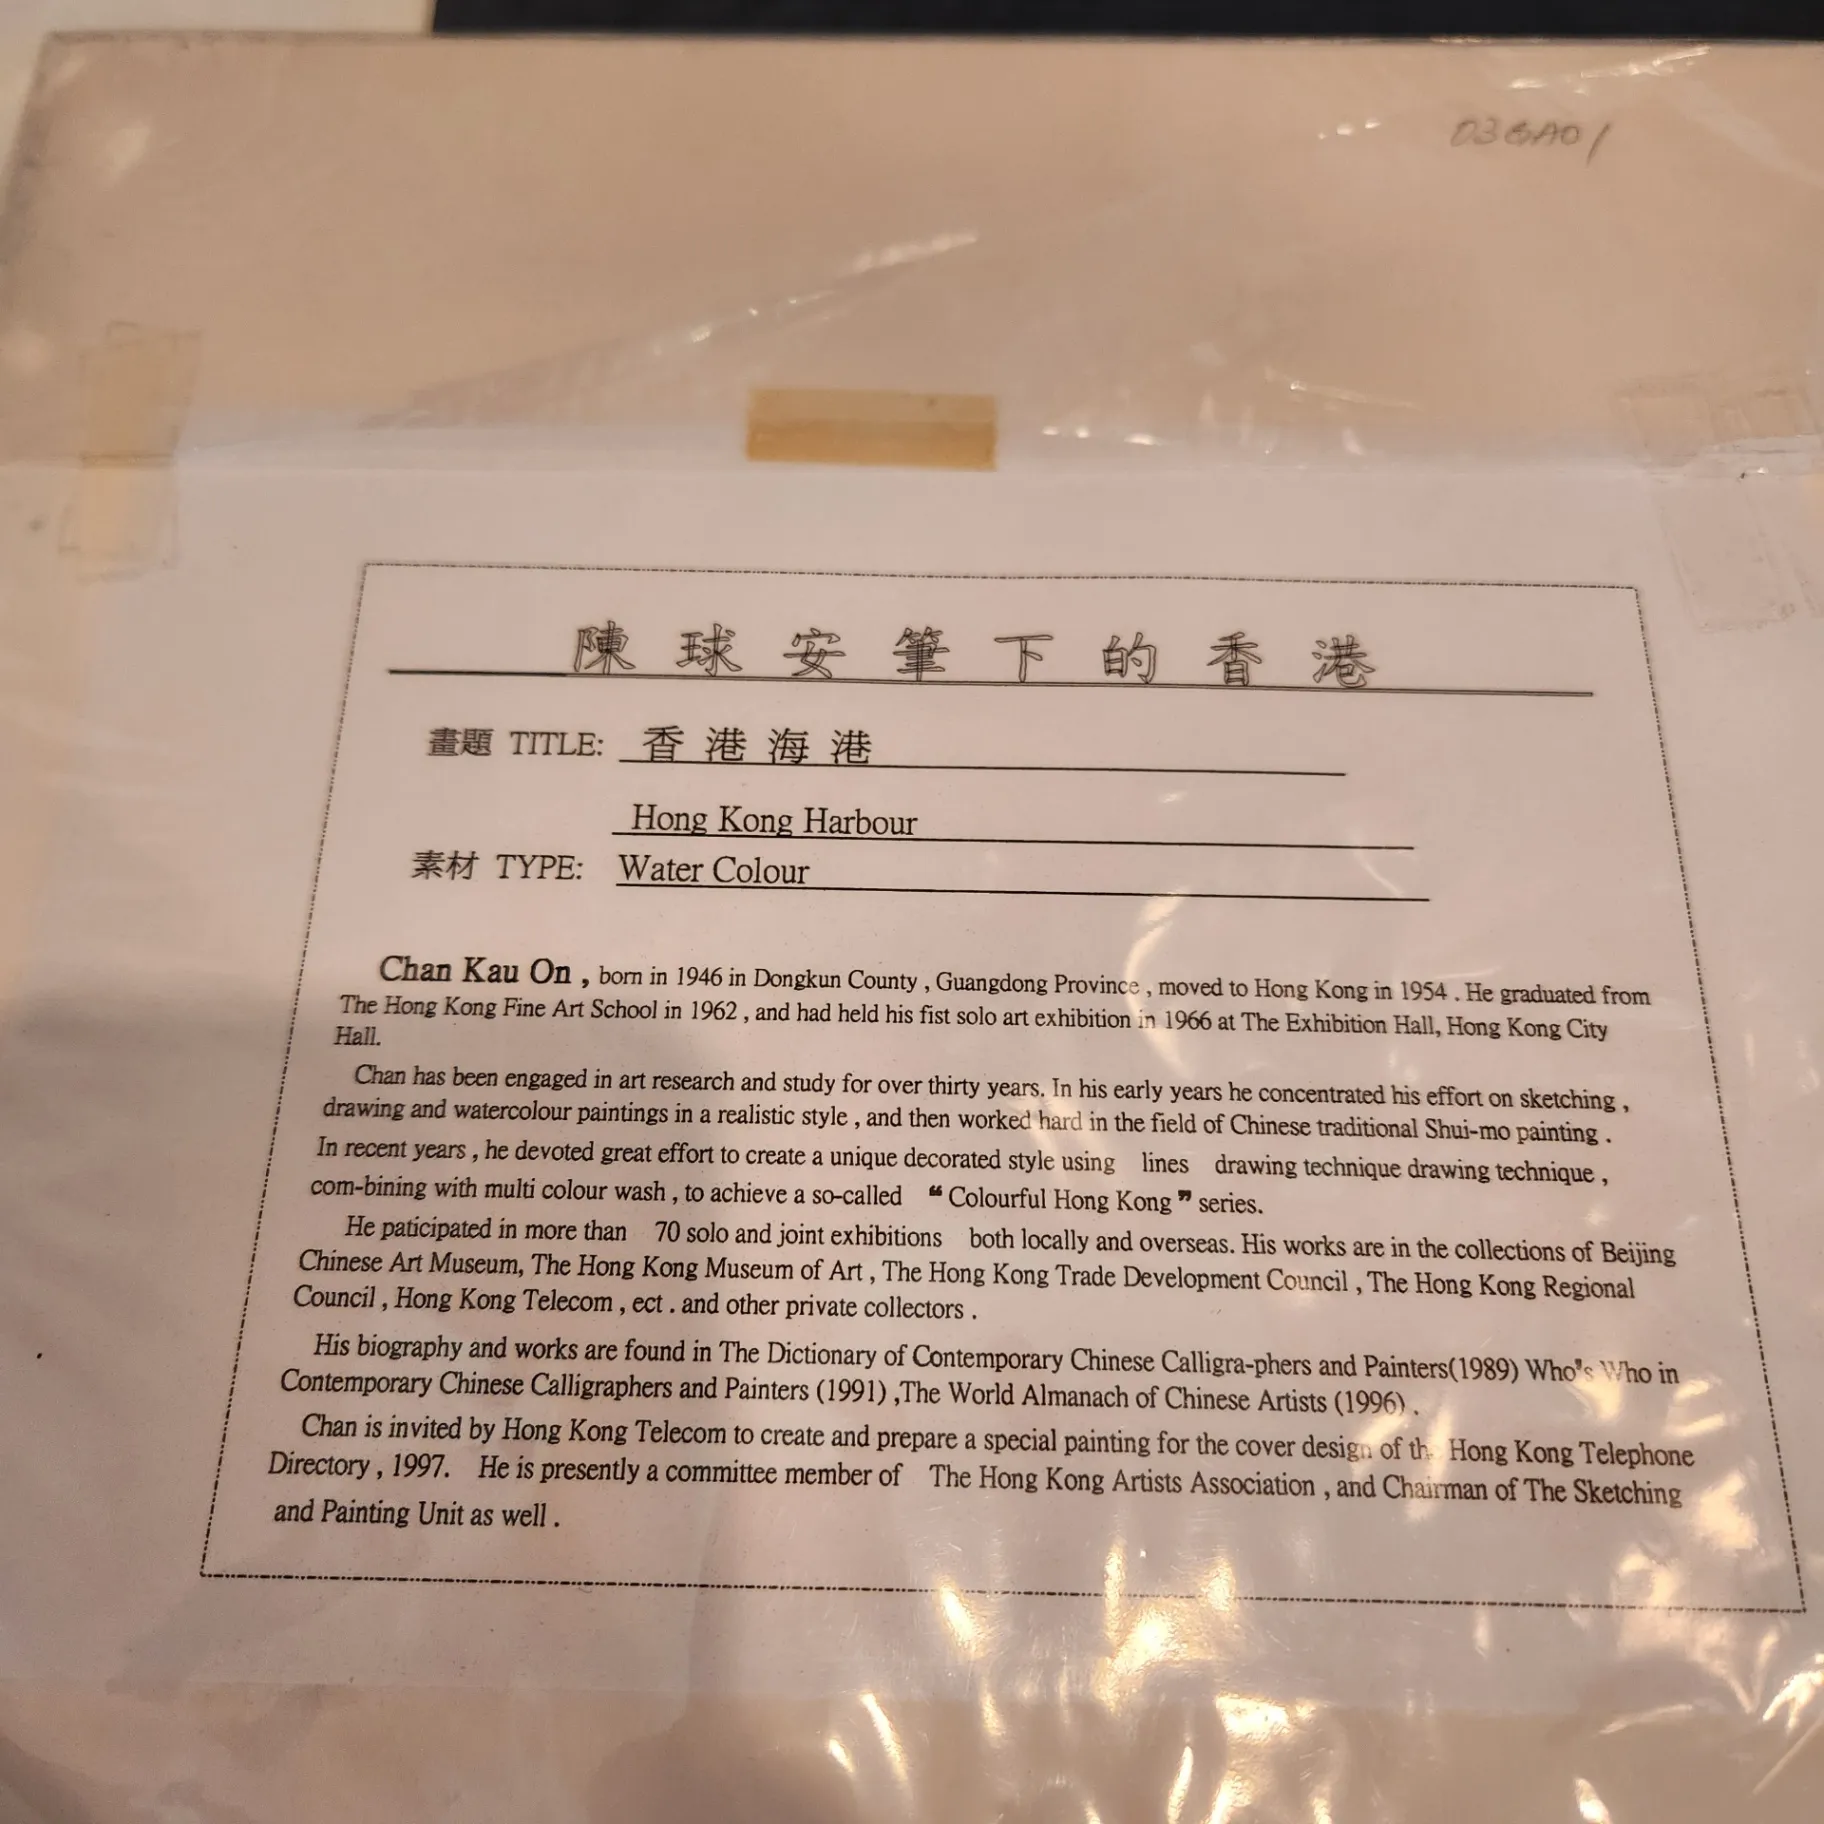 03GA01
陳球安筆下的香港
畫題 TITLE: 香港海港
Hong Kong Harbour
素材 TYPE: Water Colour
Chan Kau On , born in 1946 in Dongkun County , Guangdong Province , moved to Hong Kong in 1954 . He graduated from
The Hong Kong Fine Art School in 1962 , and had held his fist solo art exhibition in 1966 at The Exhibition Hall, Hong Kong City
Hall.
Chan has been engaged in art research and study for over thirty years. In his early years he concentrated his effort on sketching ,
drawing and watercolour paintings in a realistic style , and then worked hard in the field of Chinese traditional Shui-mo painting .
In recent years , he devoted great effort to create a unique decorated style using lines drawing technique drawing technique ,
com-bining with multi colour wash , to achieve a so-called “ Colourful Hong Kong ” series.
He paticipated in more than 70 solo and joint exhibitions both locally and overseas. His works are in the collections of Beijing
Chinese Art Museum, The Hong Kong Museum of Art , The Hong Kong Trade Development Council , The Hong Kong Regional
Council , Hong Kong Telecom , ect . and other private collectors .
His biography and works are found in The Dictionary of Contemporary Chinese Calligra-phers and Painters(1989) Who's Who in
Contemporary Chinese Calligraphers and Painters (1991) ,The World Almanach of Chinese Artists (1996) .
Chan is invited by Hong Kong Telecom to create and prepare a special painting for the cover design of the Hong Kong Telephone
Directory , 1997. He is presently a committee member of The Hong Kong Artists Association , and Chairman of The Sketching
and Painting Unit as well .